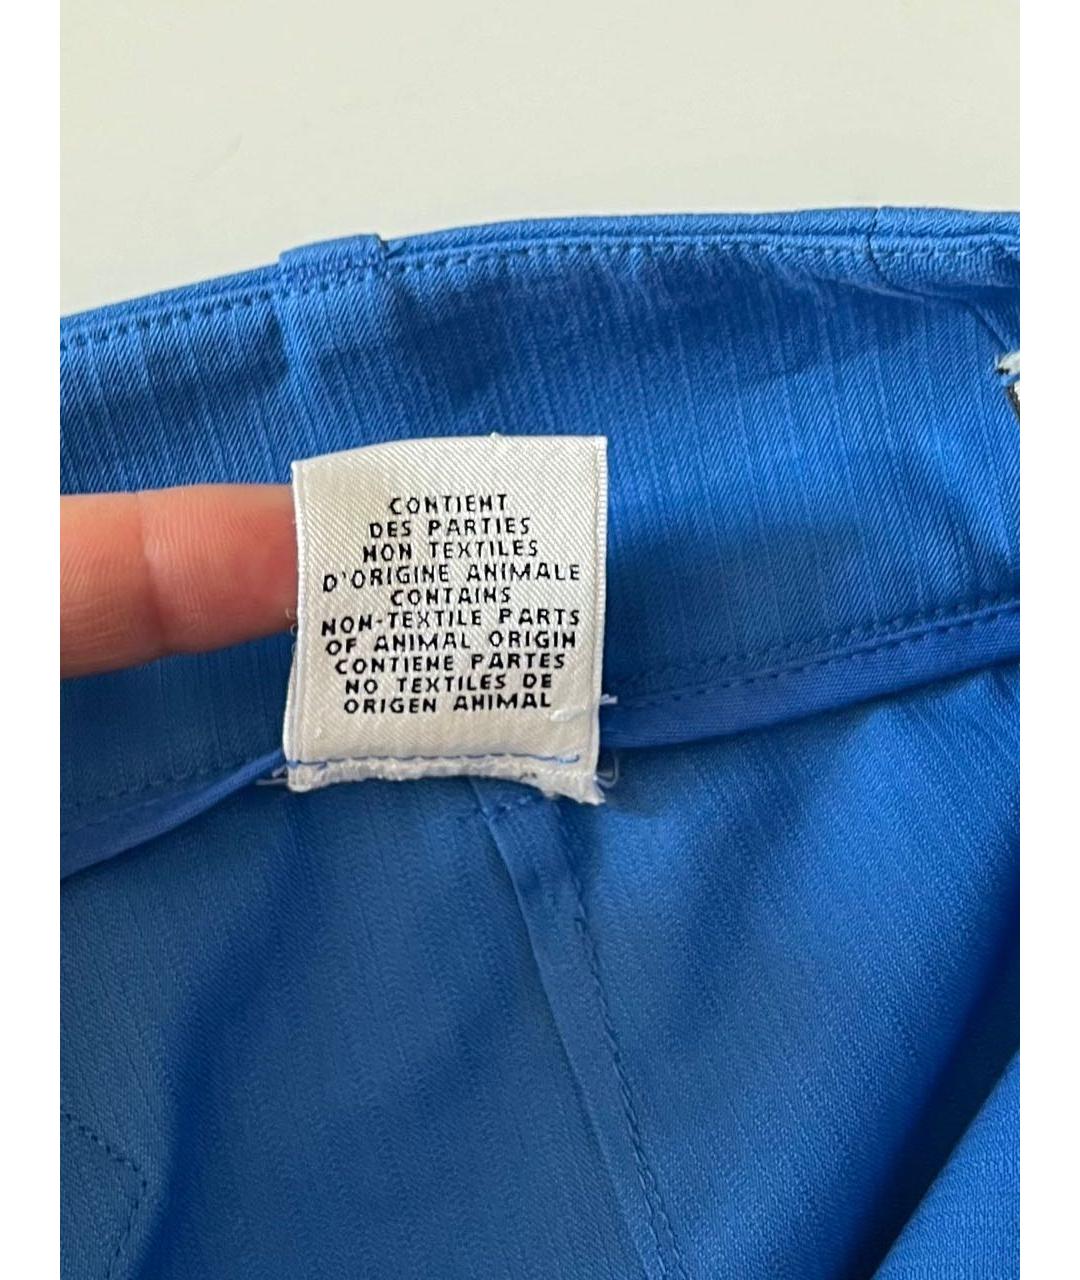 CONTIENT
DES PARTIES
NON TEXTILES
D'ORIGINE ANIMALE
CONTAINS
NON-TEXTILE PARTS
OF ANIMAL ORIGIN
CONTIENE PARTES
NO TEXTILES DE
ORIGEN ANIMAL